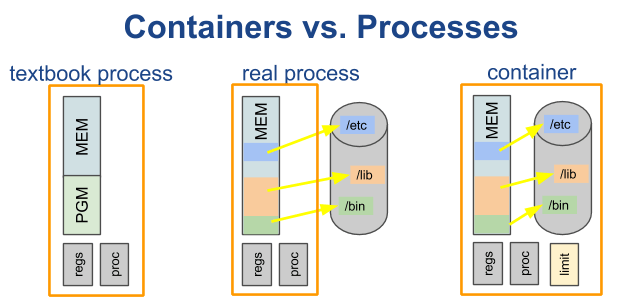 Containers vs. Processes
textbook process
real process
container
MEM
PGM
regs
proc
MEM
/etc
/lib
/bin
regs
proc
MEM
/etc
/lib
/bin
regs
proc
limit